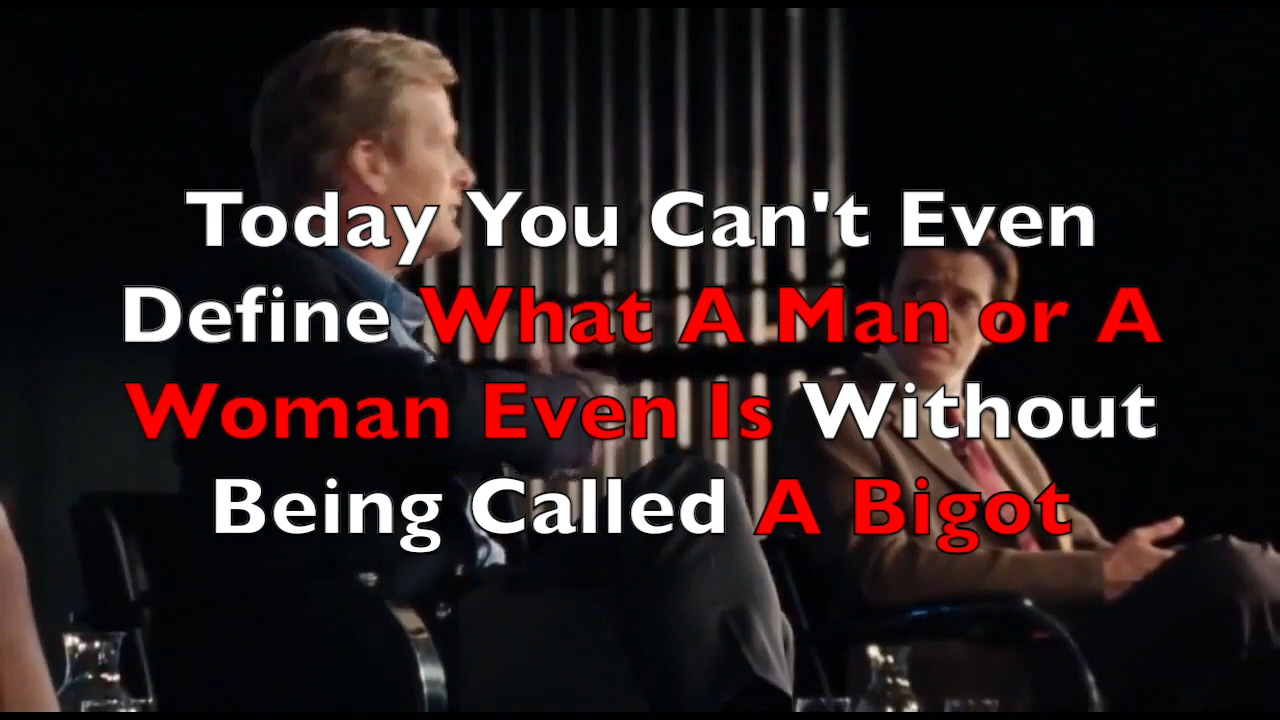 Today You Can't Even
Define What A Man or A
Woman Even Is Without
Being Called A Bigot